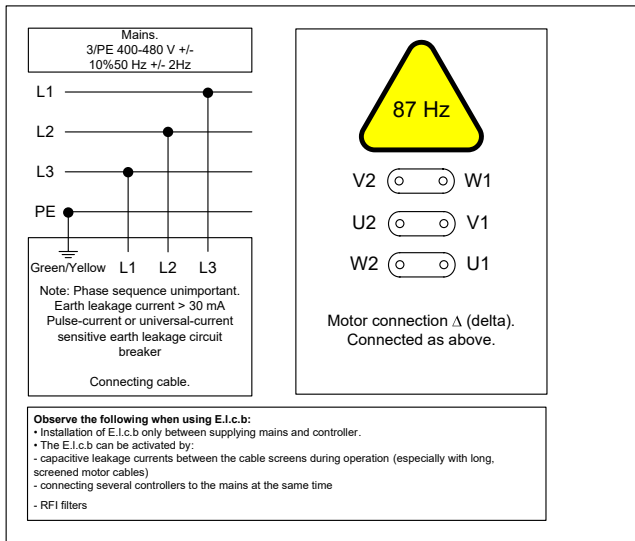 Mains.
3/PE 400-480 V +/-
10%50 Hz +/- 2Hz
L1
L2
L3
PE
Green/Yellow L1 L2 L3
Note: Phase sequence unimportant.
Earth leakage current > 30 mA
Pulse-current or universal-current
sensitive earth leakage circuit
breaker
Connecting cable.
87 Hz
V2 W1
U2 V1
W2 U1
Motor connection Δ (delta).
Connected as above.
Observe the following when using E.l.c.b:
• Installation of E.l.c.b only between supplying mains and controller.
• The E.l.c.b can be activated by:
- capacitive leakage currents between the cable screens during operation (especially with long,
screened motor cables)
- connecting several controllers to the mains at the same time
- RFI filters